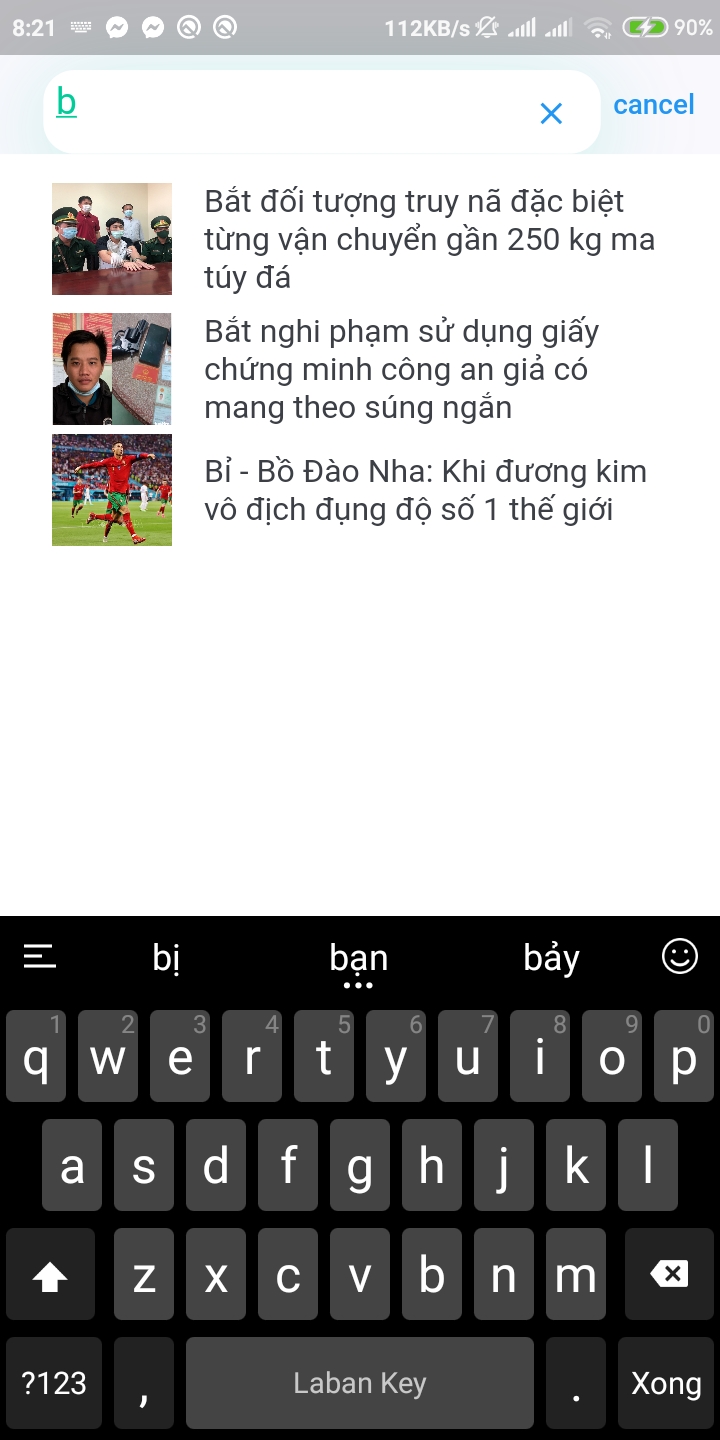 8:21 112KB/s 90%
b
cancel
Bắt đối tượng truy nã đặc biệt
từng vận chuyển gần 250 kg ma
túy đá
Bắt nghi phạm sử dụng giấy
chứng minh công an giả có
mang theo súng ngắn
Bỉ - Bồ Đào Nha: Khi đương kim
vô địch đụng độ số 1 thế giới
bị bạn bảy
1 2 3 4 5 6 7 8 9 0
q w e r t y u i o p
a s d f g h j k l
z x c v b n m
?123 , Laban Key . Xong